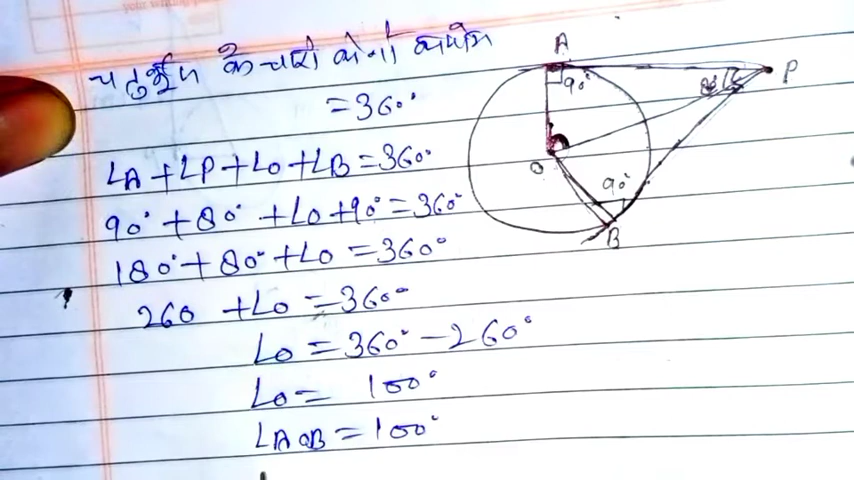 चतुर्भुज के चारों कोणों का योग
= 360°
∠A + ∠P + ∠O + ∠B = 360°
90° + 80° + ∠O + 90° = 360°
180° + 80° + ∠O = 360°
260 + ∠O = 360°
∠O = 360° - 260°
∠O = 100°
∠AOB = 100°
A
90°
P
O
90°
B